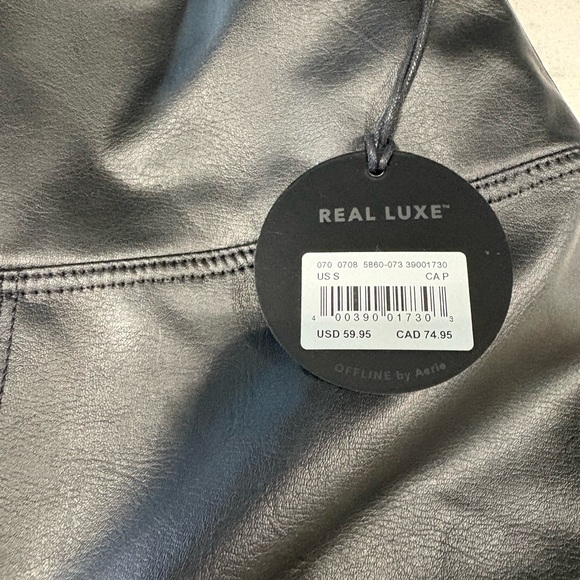 REAL LUXE™
070 0708 5860-073 39001730
US S CA P
4 00390 01730 3
USD 59.95 CAD 74.95
OFFLINE by Aerie